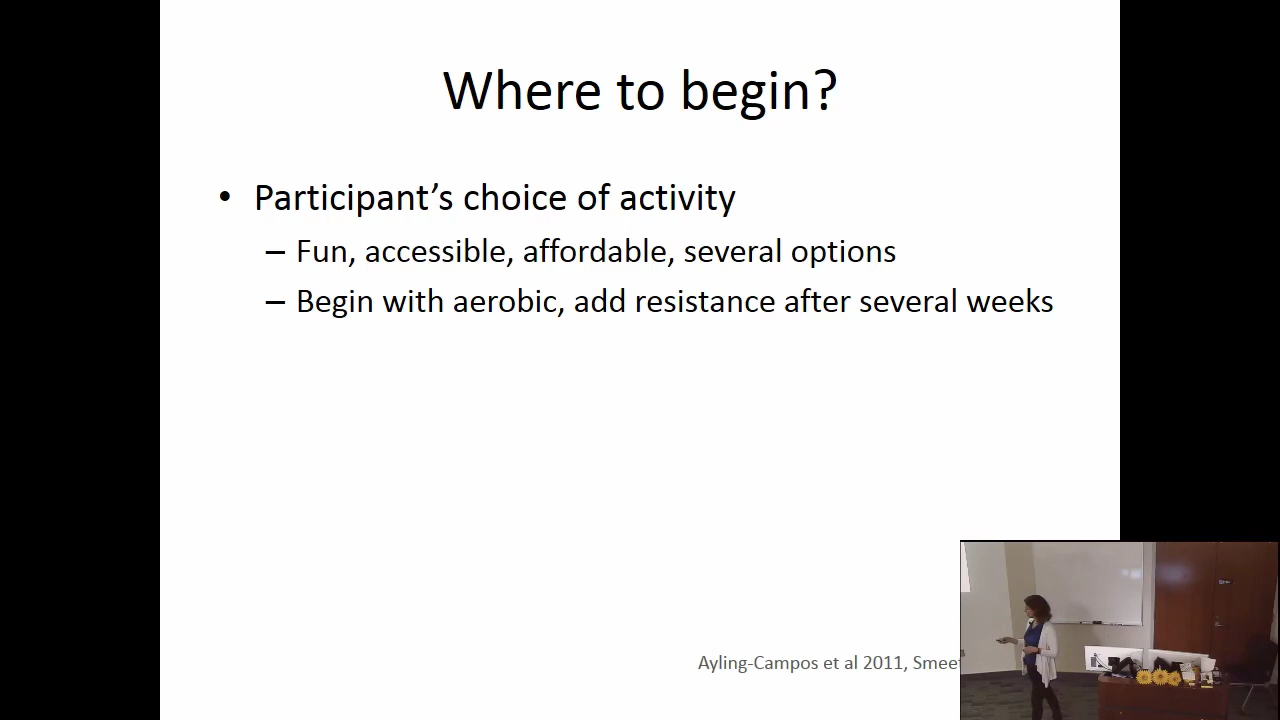 Where to begin?
• Participant’s choice of activity
– Fun, accessible, affordable, several options
– Begin with aerobic, add resistance after several weeks
Ayling-Campos et al 2011,